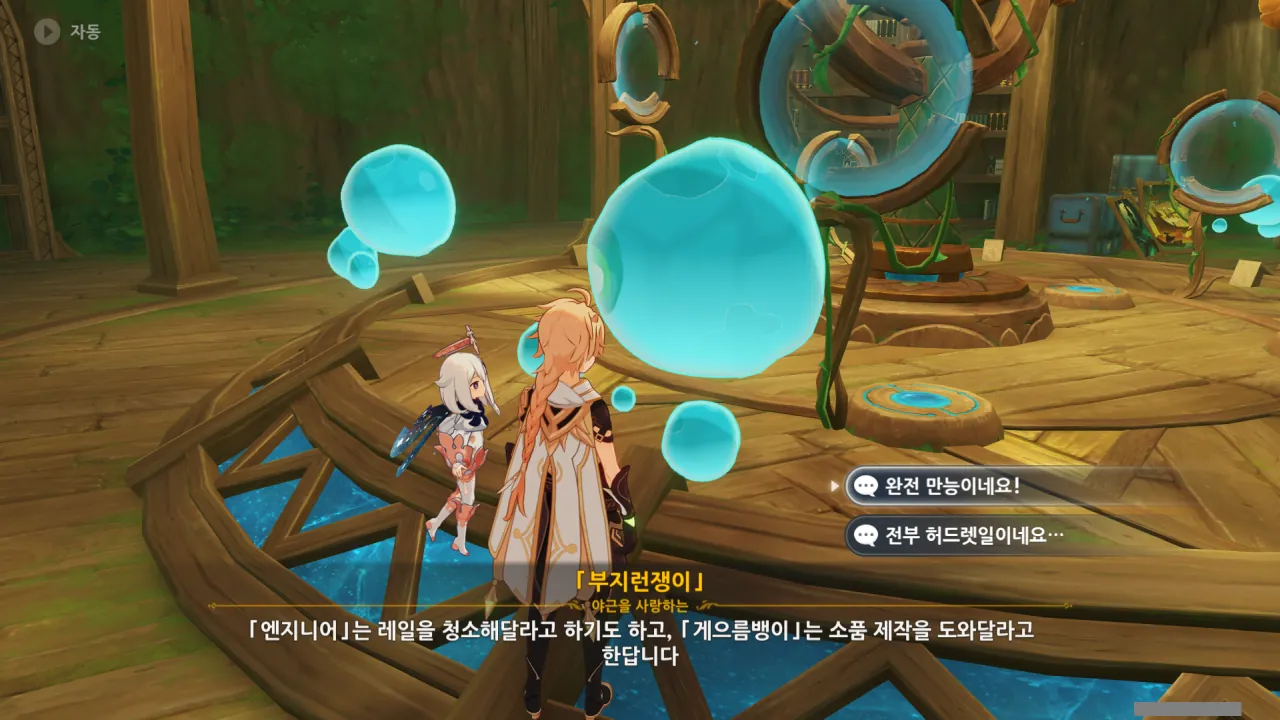 자동
완전 만능이네요!
전부 허드렛일이네요…
「부지런쟁이」
야근을 사랑하는
「엔지니어」는 레일을 청소해달라고 하기도 하고, 「게으름뱅이」는 소품 제작을 도와달라고
한답니다